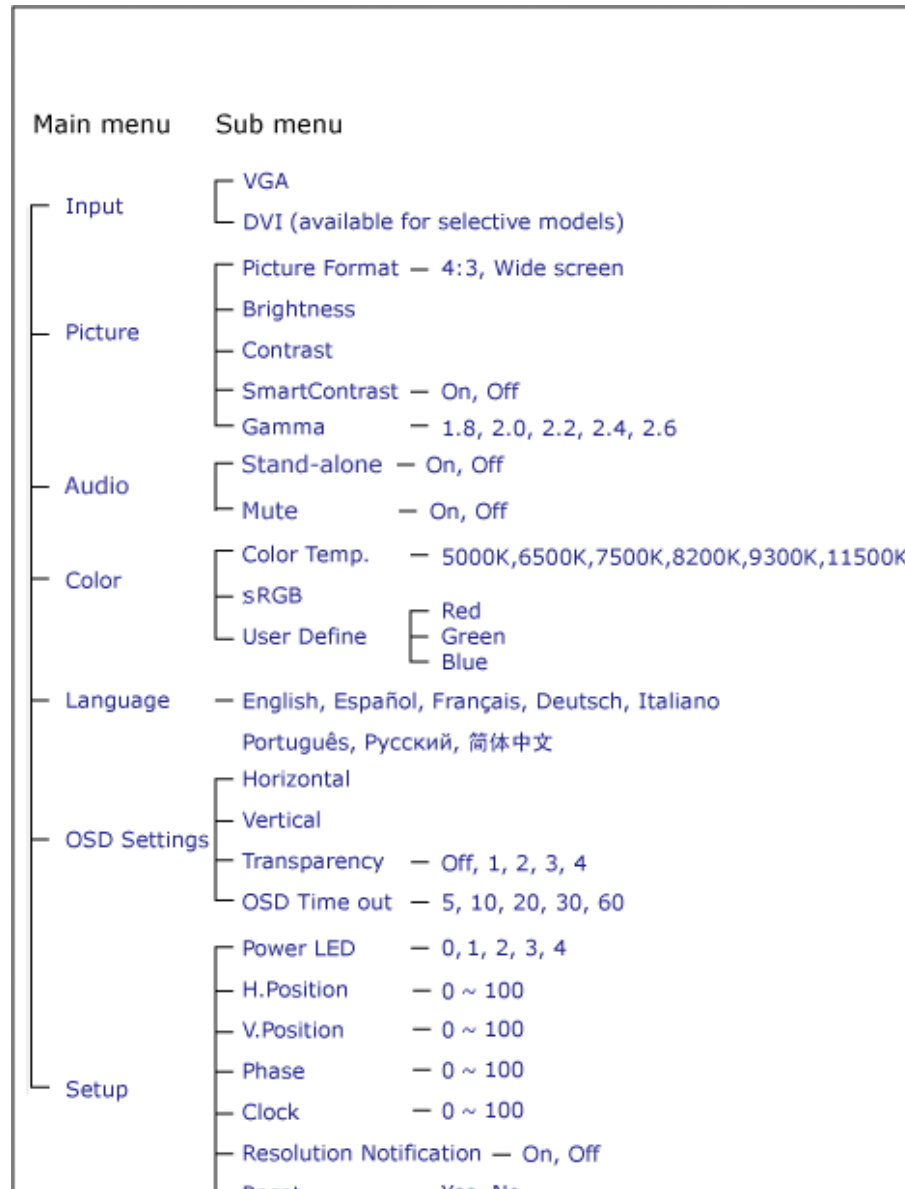 Main menu Sub menu
VGA
Input
DVI (available for selective models)
Picture Format — 4:3, Wide screen
Brightness
Picture
Contrast
SmartContrast — On, Off
Gamma — 1.8, 2.0, 2.2, 2.4, 2.6
Stand-alone — On, Off
Audio
Mute — On, Off
Color Temp. — 5000K,6500K,7500K,8200K,9300K,11500K
Color
sRGB
Red
User Define
Green
Blue
Language — English, Español, Français, Deutsch, Italiano
Português, Русский, 简体中文
Horizontal
Vertical
OSD Settings
Transparency — Off, 1, 2, 3, 4
OSD Time out — 5, 10, 20, 30, 60
Power LED — 0, 1, 2, 3, 4
H.Position — 0 ~ 100
V.Position — 0 ~ 100
Phase — 0 ~ 100
Setup
Clock — 0 ~ 100
Resolution Notification — On, Off